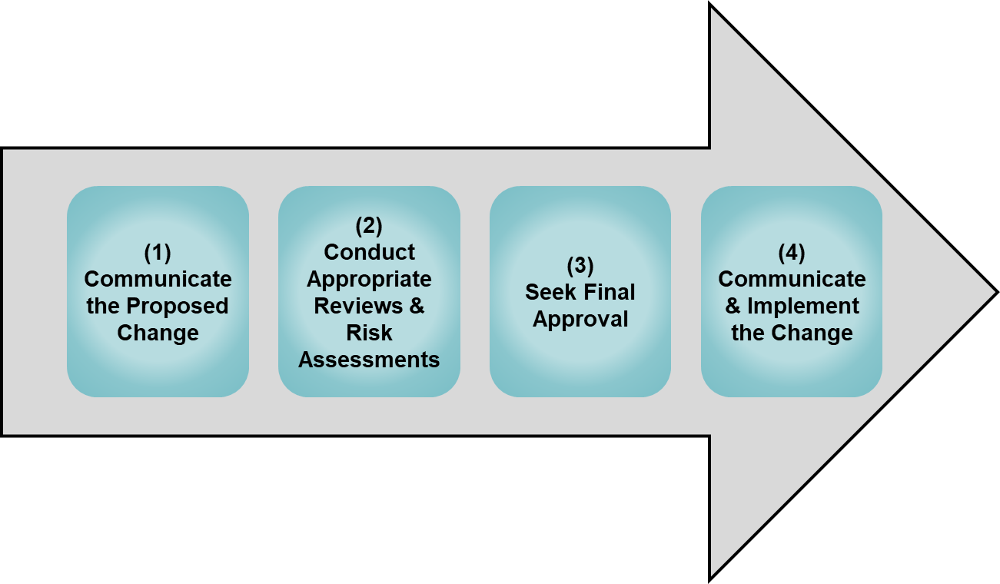 (1)
Communicate
the Proposed
Change
(2)
Conduct
Appropriate
Reviews &
Risk
Assessments
(3)
Seek Final
Approval
(4)
Communicate
& Implement
the Change